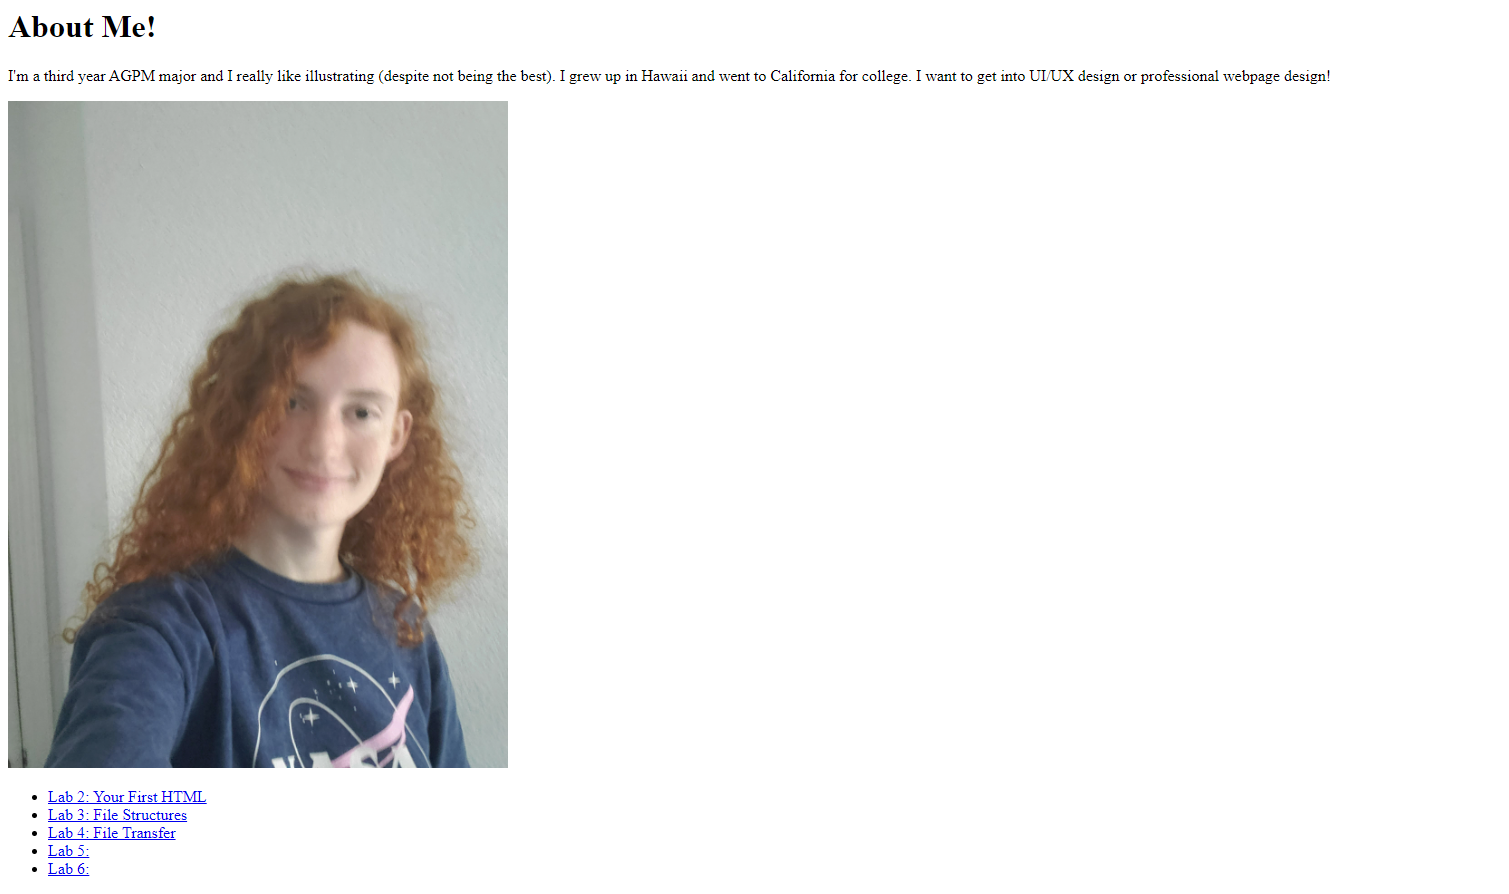 About Me!
I'm a third year AGPM major and I really like illustrating (despite not being the best). I grew up in Hawaii and went to California for college. I want to get into UI/UX design or professional webpage design!
NASA
Lab 2: Your First HTML
Lab 3: File Structures
Lab 4: File Transfer
Lab 5:
Lab 6: